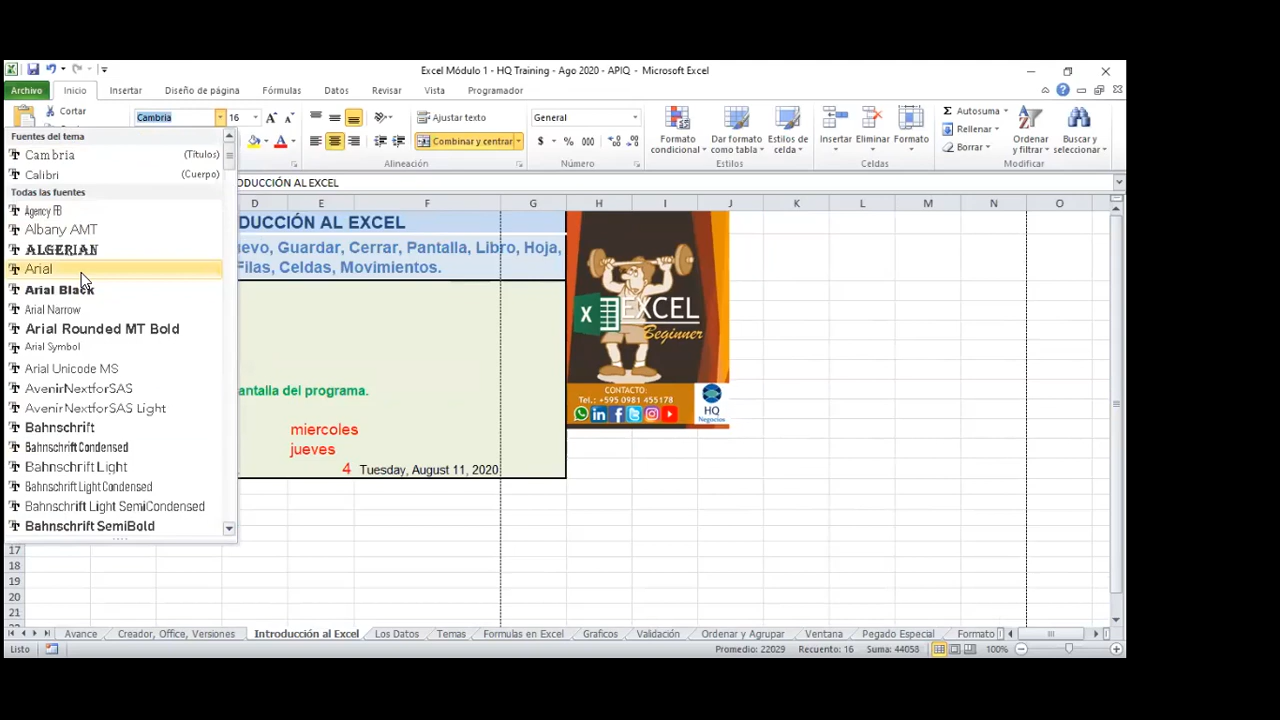 Excel Módulo 1 - HQ Training - Ago 2020 - APIQ - Microsoft Excel
Archivo Inicio Insertar Diseño de página Fórmulas Datos Revisar Vista Programador
Cortar
Cambria 16
Ajustar texto
Combinar y centrar
Alineación
General
$ % 000
Número
Formato condicional
Dar formato como tabla
Estilos de celda
Estilos
Insertar Eliminar Formato
Celdas
Autosuma
Rellenar
Borrar
Ordenar y filtrar
Buscar y seleccionar
Modificar
Fuentes del tema
Cambria (Títulos)
Calibri (Cuerpo)
Todas las fuentes
Agency FB
Albany AMT
ALGERIAN
Arial
Arial Black
Arial Narrow
Arial Rounded MT Bold
Arial Symbol
Arial Unicode MS
AvenirNextforSAS
AvenirNextforSAS Light
Bahnschrift
Bahnschrift Condensed
Bahnschrift Light
Bahnschrift Light Condensed
Bahnschrift Light SemiCondensed
Bahnschrift SemiBold
ODUCCIÓN AL EXCEL
D E F G H I J K L M N O
DUCCIÓN AL EXCEL
evo, Guardar, Cerrar, Pantalla, Libro, Hoja,
Filas, Celdas, Movimientos.
antalla del programa.
miercoles
jueves
4 Tuesday, August 11, 2020
X EXCEL
Beginner
CONTACTO:
Tel.: +595 0981 455178
HQ
Negocios
17
18
19
20
21
Avance Creador, Office, Versiones Introducción al Excel Los Datos Temas Formulas en Excel Graficos Validación Ordenar y Agrupar Ventana Pegado Especial Formato
Listo Promedio: 22029 Recuento: 16 Suma: 44058 100%